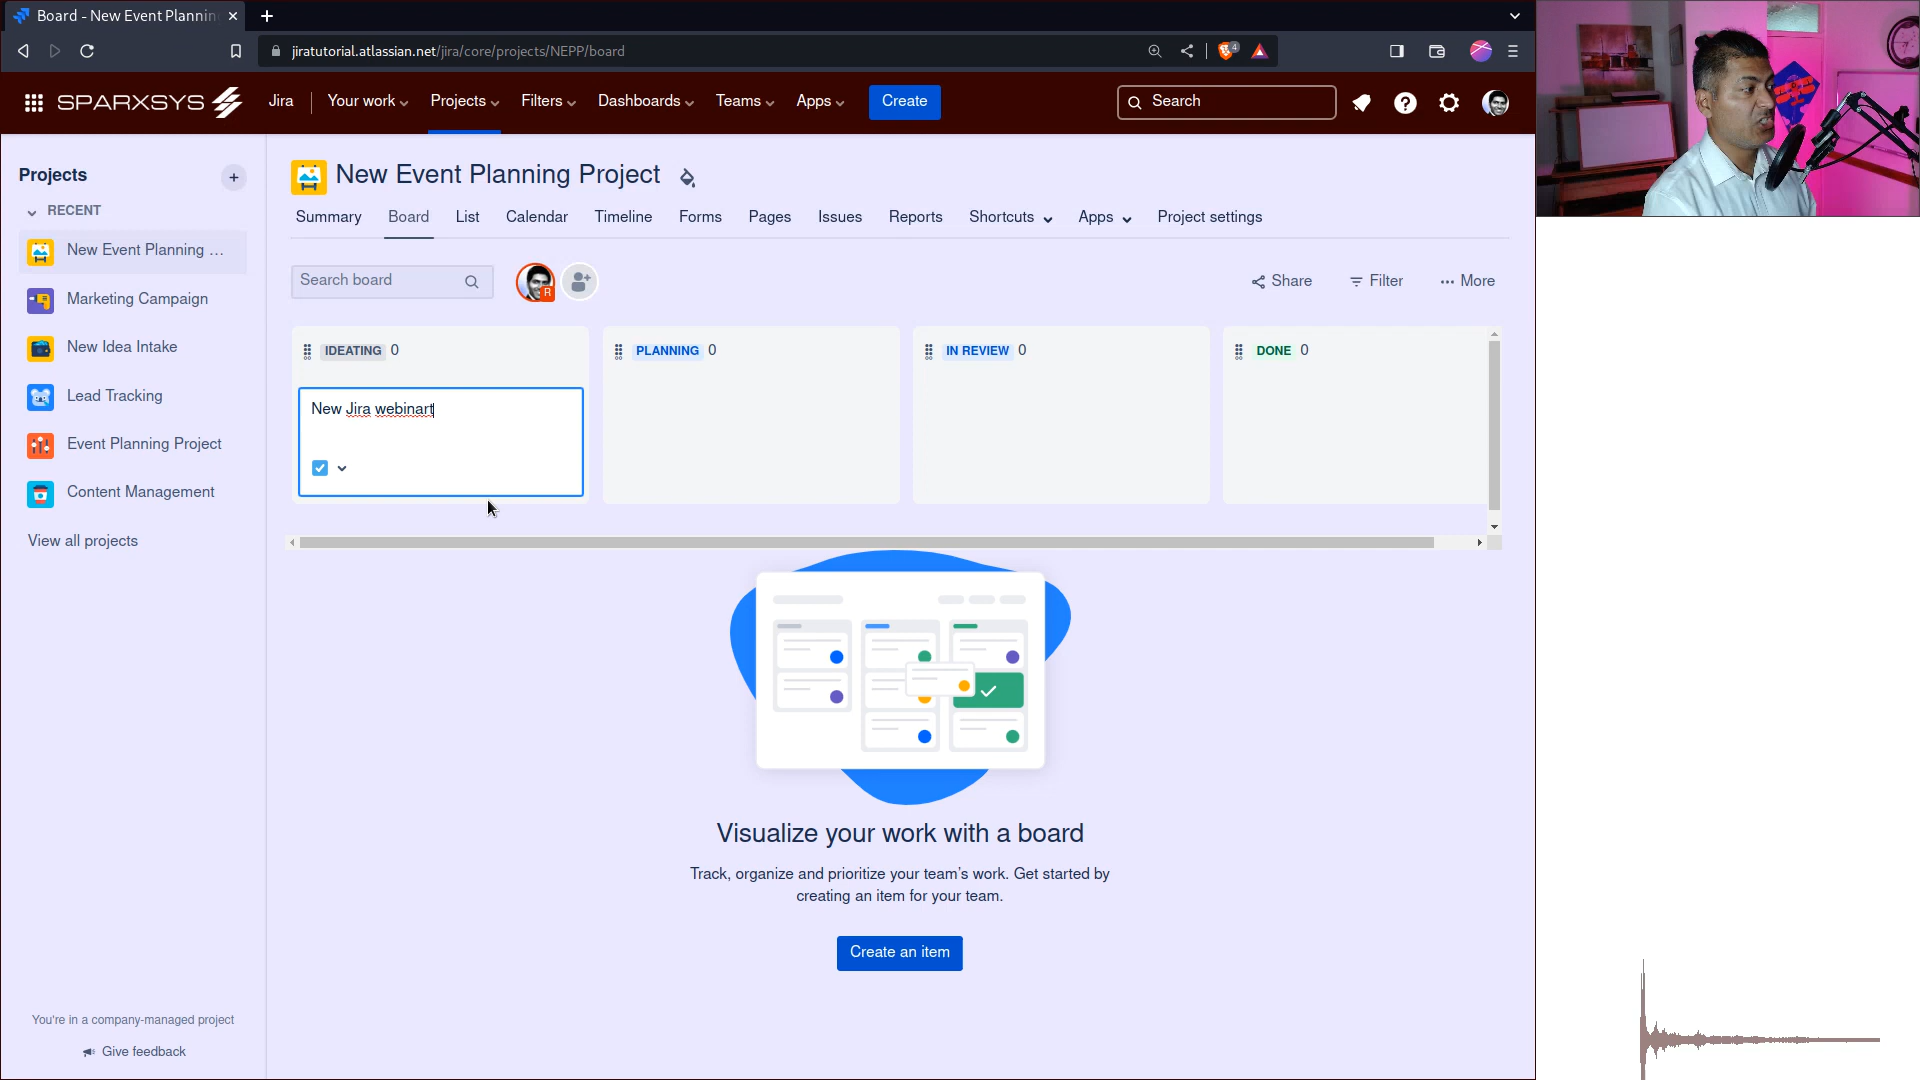 Board - New Event Plannin
jiratutorial.atlassian.net/jira/core/projects/NEPP/board
4
SPARXSYS Jira Your work Projects Filters Dashboards Teams Apps Create Search
Projects
RECENT
New Event Planning ...
Marketing Campaign
New Idea Intake
Lead Tracking
Event Planning Project
Content Management
View all projects
You're in a company-managed project
Give feedback
New Event Planning Project
Summary Board List Calendar Timeline Forms Pages Issues Reports Shortcuts Apps Project settings
Search board R Share Filter More
IDEATING 0 PLANNING 0 IN REVIEW 0 DONE 0
New Jira webinart
Visualize your work with a board
Track, organize and prioritize your team's work. Get started by
creating an item for your team.
Create an item